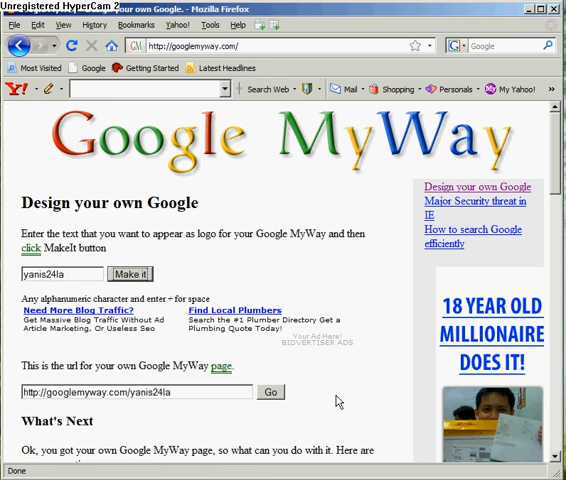 Unregistered HyperCam 2
own Google. - Mozilla Firefox
File Edit View History Bookmarks Yahoo! Tools Help
http://googlemyway.com/
Google
Most Visited Google Getting Started Latest Headlines
Search Web Mail Shopping Personals My Yahoo!
Google MyWay
Design your own Google
Enter the text that you want to appear as logo for your Google MyWay and then
click MakeIt button
yanis24la Make it
Any alphanumeric character and enter + for space
Need More Blog Traffic?
Get Massive Blog Traffic Without Ad
Article Marketing, Or Useless Seo
Find Local Plumbers
Search the #1 Plumber Directory Get a
Plumbing Quote Today!
Your Ad Here!
BIDVERTISER ADS
This is the url for your own Google MyWay page.
http://googlemyway.com/yanis24la Go
What's Next
Ok, you got your own Google MyWay page, so what can you do with it. Here are
Design your own Google
Major Security threat in
IE
How to search Google
efficiently
18 YEAR OLD
MILLIONAIRE
DOES IT!
Done